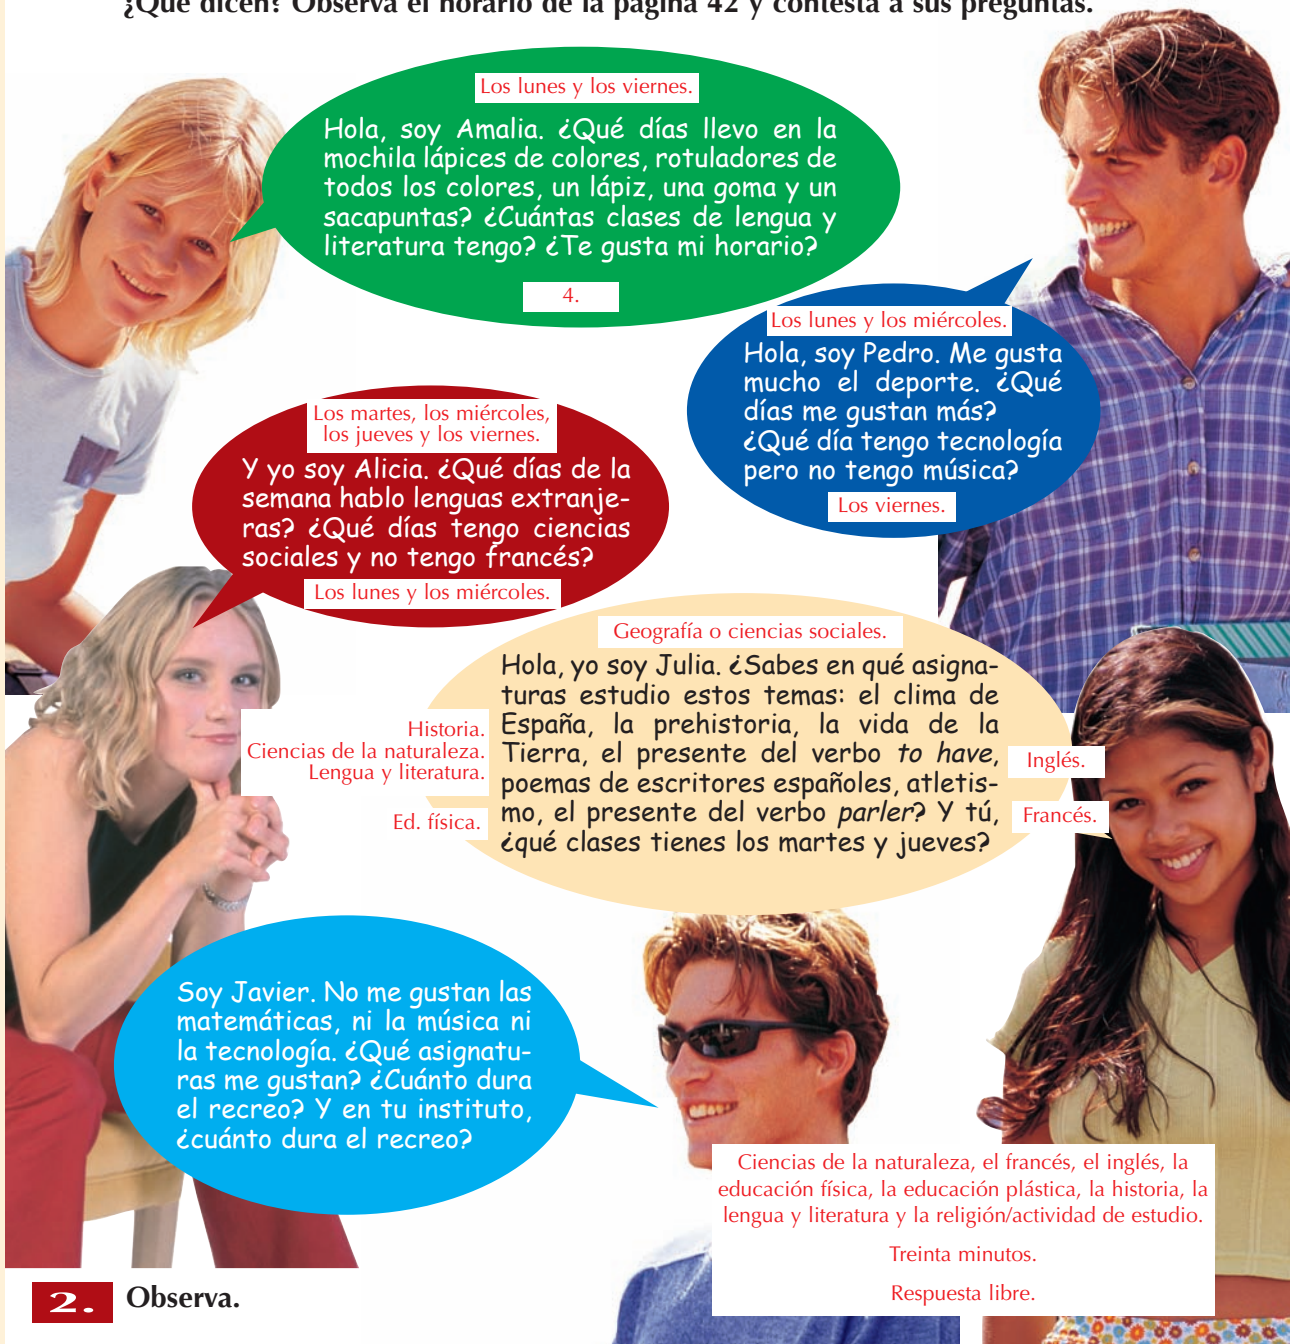 ¿Qué dicen? Observa el horario de la página 42 y contesta a sus preguntas.
Los lunes y los viernes.
Hola, soy Amalia. ¿Qué días llevo en la
mochila lápices de colores, rotuladores de
todos los colores, un lápiz, una goma y un
sacapuntas? ¿Cuántas clases de lengua y
literatura tengo? ¿Te gusta mi horario?
4.
Los lunes y los miércoles.
Hola, soy Pedro. Me gusta
mucho el deporte. ¿Qué
días me gustan más?
¿Qué día tengo tecnología
pero no tengo música?
Los viernes.
Los martes, los miércoles,
los jueves y los viernes.
Y yo soy Alicia. ¿Qué días de la
semana hablo lenguas extranje-
ras? ¿Qué días tengo ciencias
sociales y no tengo francés?
Los lunes y los miércoles.
Geografía o ciencias sociales.
Hola, yo soy Julia. ¿Sabes en qué asigna-
turas estudio estos temas: el clima de
España, la prehistoria, la vida de la
Tierra, el presente del verbo to have,
poemas de escritores españoles, atletis-
mo, el presente del verbo parler? Y tú,
¿qué clases tienes los martes y jueves?
Historia.
Ciencias de la naturaleza.
Lengua y literatura.
Ed. física.
Inglés.
Francés.
Soy Javier. No me gustan las
matemáticas, ni la música ni
la tecnología. ¿Qué asignatu-
ras me gustan? ¿Cuánto dura
el recreo? Y en tu instituto,
¿cuánto dura el recreo?
Ciencias de la naturaleza, el francés, el inglés, la
educación física, la educación plástica, la historia, la
lengua y literatura y la religión/actividad de estudio.
Treinta minutos.
Respuesta libre.
2. Observa.